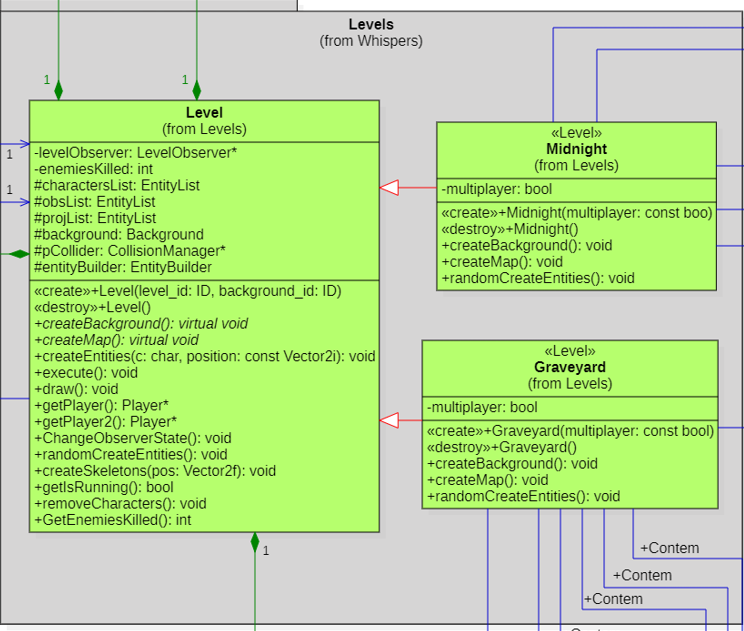 Levels
(from Whispers)
1
1
Level
(from Levels)
-levelObserver: LevelObserver*
-enemiesKilled: int
#charactersList: EntityList
#obsList: EntityList
#projList: EntityList
#background: Background
#pCollider: CollisionManager*
#entityBuilder: EntityBuilder
«create»+Level(level_id: ID, background_id: ID)
«destroy»+Level()
+createBackground(): virtual void
+createMap(): virtual void
+createEntities(c: char, position: const Vector2i): void
+execute(): void
+draw(): void
+getPlayer(): Player*
+getPlayer2(): Player*
+ChangeObserverState(): void
+randomCreateEntities(): void
+createSkeletons(pos: Vector2f): void
+getIsRunning(): bool
+removeCharacters(): void
+GetEnemiesKilled(): int
1
1
1
«Level»
Midnight
(from Levels)
-multiplayer: bool
«create»+Midnight(multiplayer: const boo)
«destroy»+Midnight()
+createBackground(): void
+createMap(): void
+randomCreateEntities(): void
«Level»
Graveyard
(from Levels)
-multiplayer: bool
«create»+Graveyard(multiplayer: const bool)
«destroy»+Graveyard()
+createBackground(): void
+createMap(): void
+randomCreateEntities(): void
+Contem
+Contem
+Contem